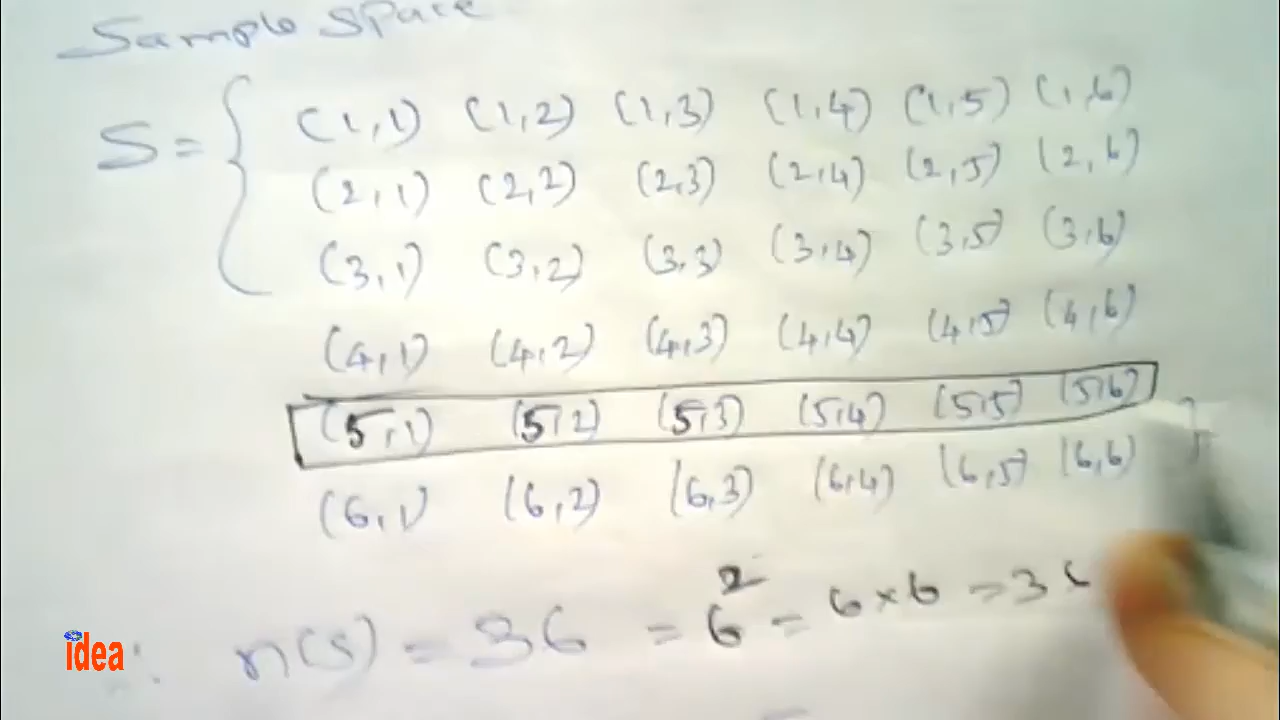 Sample Space
S = { (1,1) (1,2) (1,3) (1,4) (1,5) (1,6)
(2,1) (2,2) (2,3) (2,4) (2,5) (2,6)
(3,1) (3,2) (3,3) (3,4) (3,5) (3,6)
(4,1) (4,2) (4,3) (4,4) (4,5) (4,6)
(5,1) (5,2) (5,3) (5,4) (5,5) (5,6)
(6,1) (6,2) (6,3) (6,4) (6,5) (6,6) }
∴ n(s) = 36 = 6² = 6×6 = 3
idea